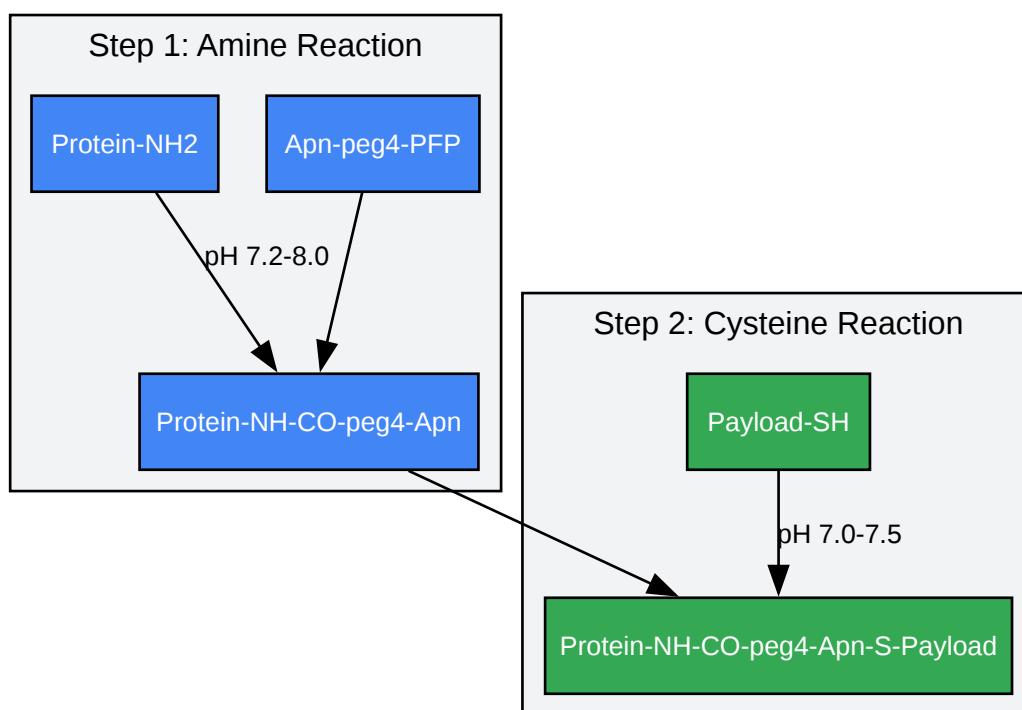 Step 1: Amine Reaction
Protein-NH2
Apn-peg4-PFP
pH 7.2-8.0
Protein-NH-CO-peg4-Apn
Step 2: Cysteine Reaction
Payload-SH
pH 7.0-7.5
Protein-NH-CO-peg4-Apn-S-Payload